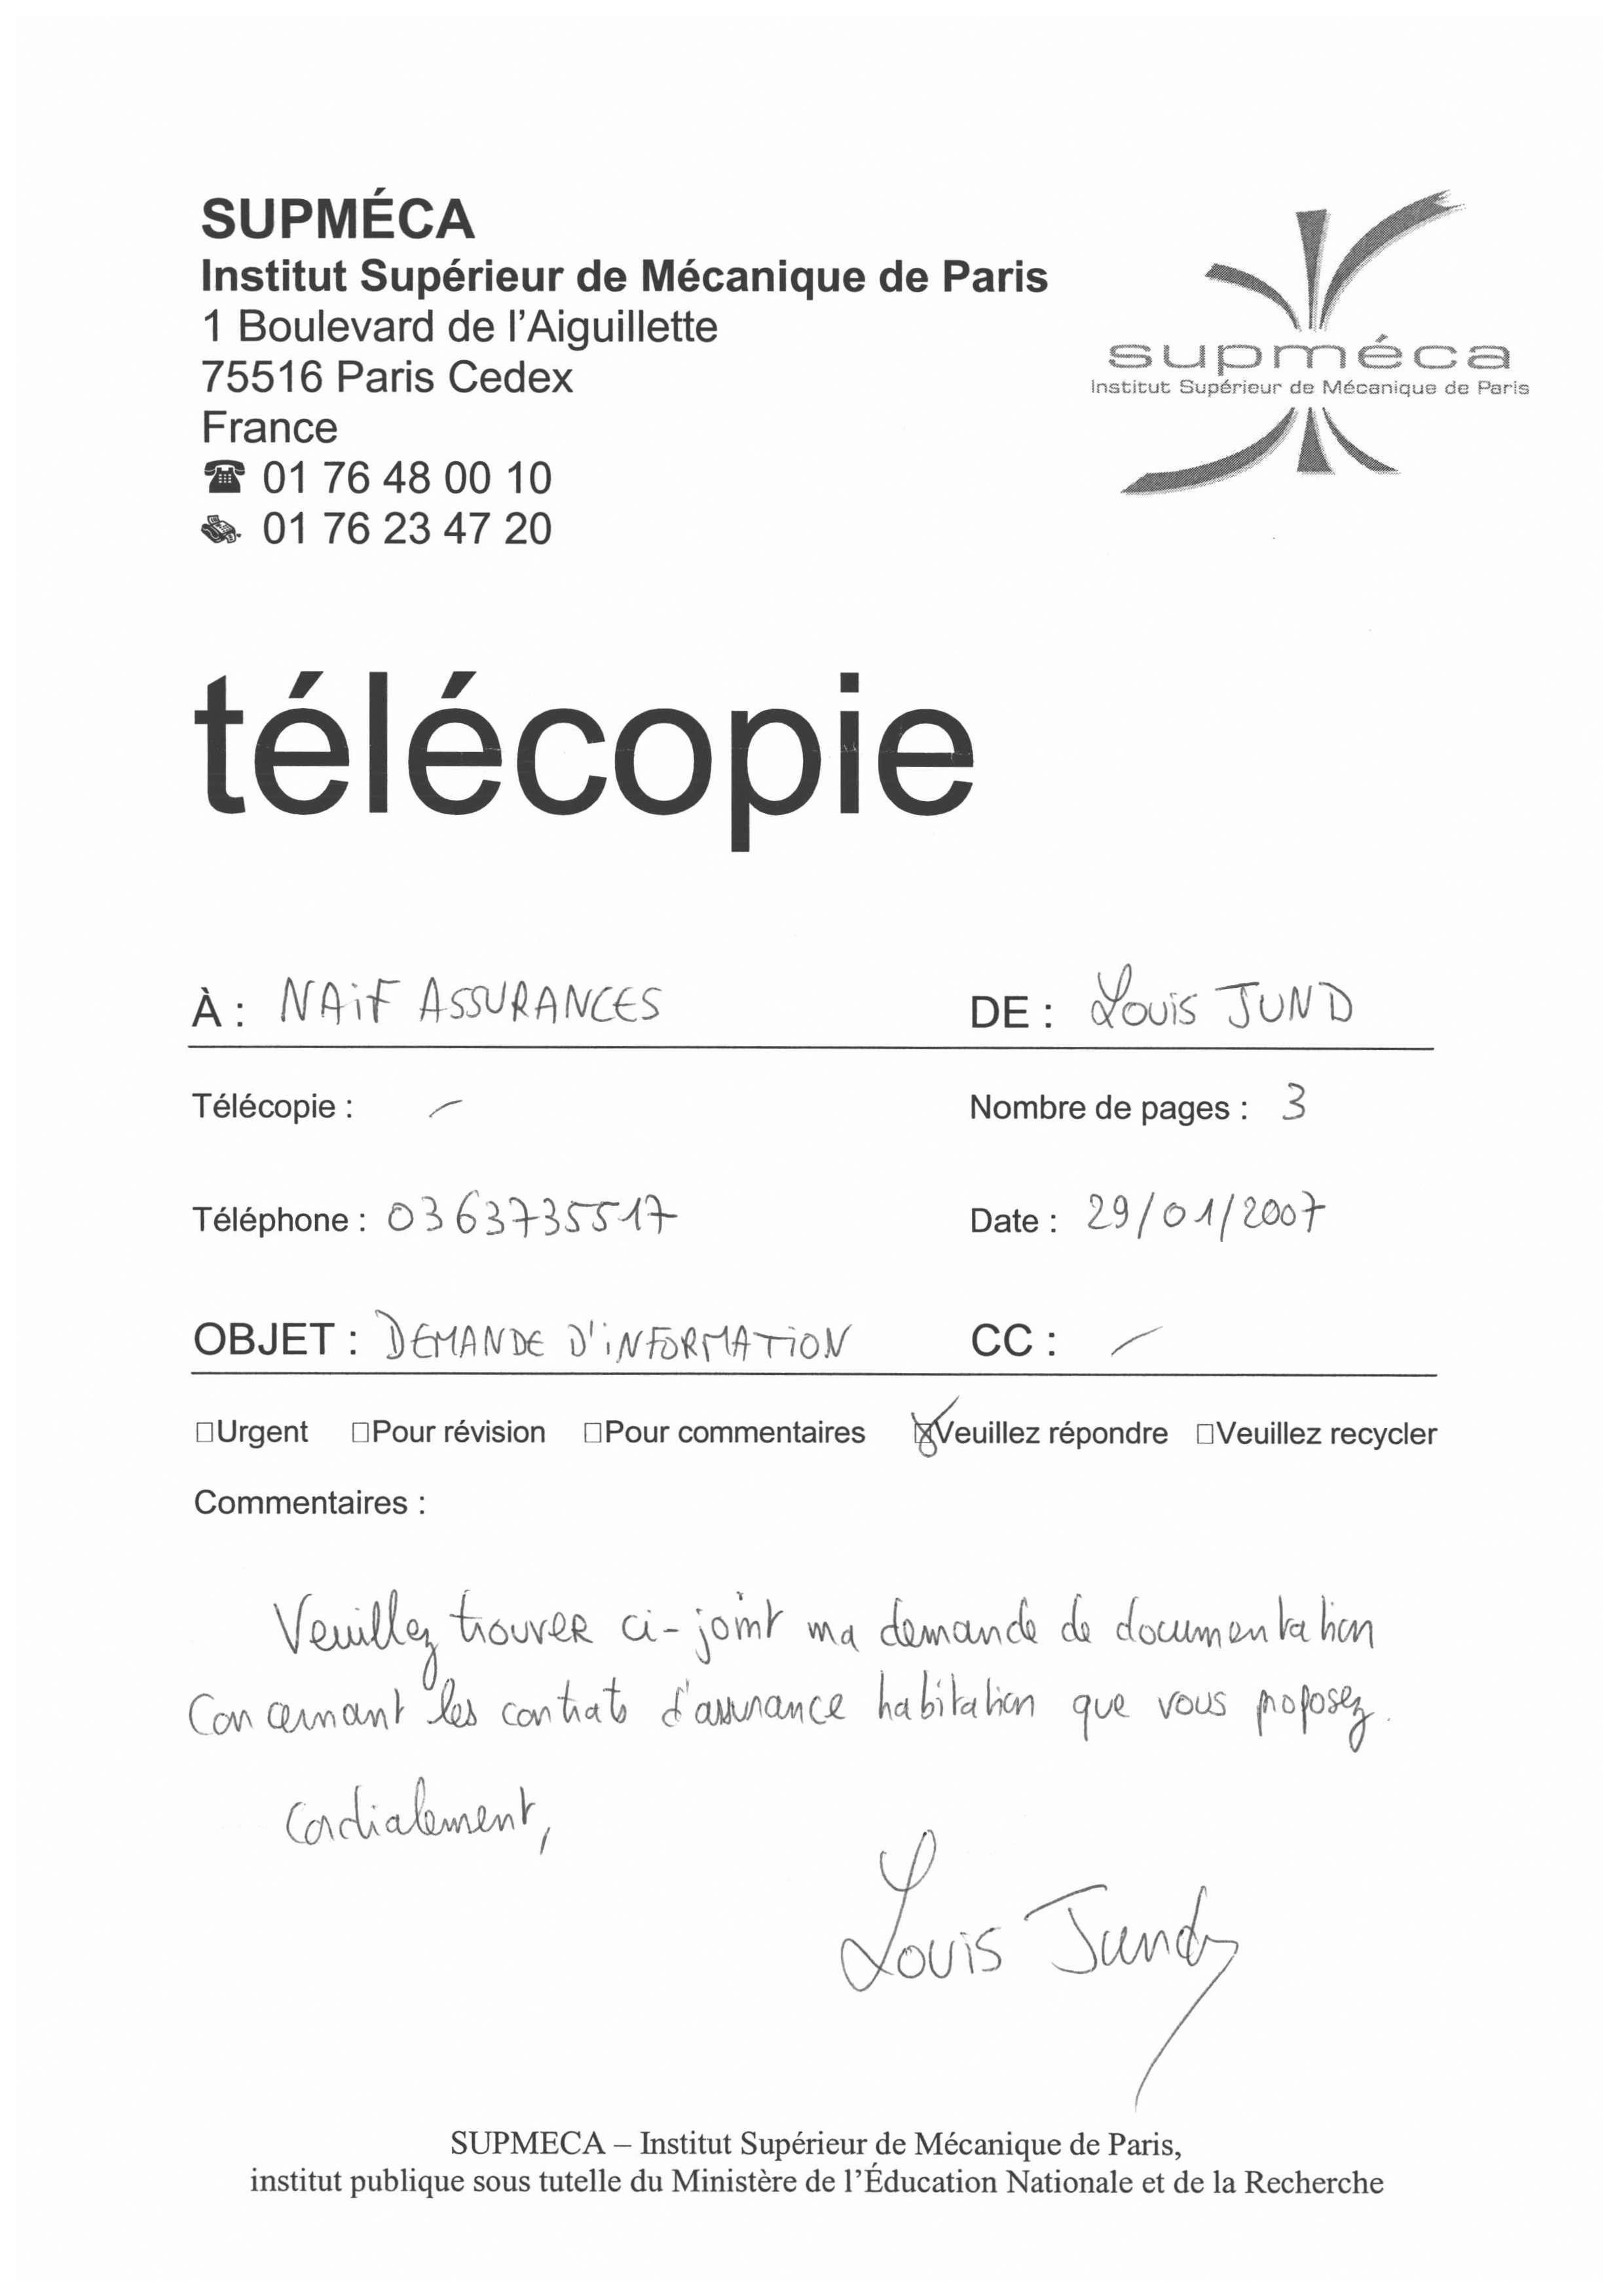 SUPMÉCA
Institut Supérieur de Mécanique de Paris
1 Boulevard de l'Aiguillette
75516 Paris Cedex
France
01 76 48 00 10
01 76 23 47 20
supméca
Institut Supérieur de Mécanique de Paris
télécopie
À : NAIF ASSURANCES DE : Louis JUND
Télécopie : - Nombre de pages : 3
Téléphone : 0363735517 Date : 29/01/2007
OBJET : DEMANDE D'INFORMATION CC : -
Urgent Pour révision Pour commentaires Veuillez répondre Veuillez recycler
Commentaires :
Veuillez trouver ci-joint ma demande de documentation
Concernant les contrats d'assurance habitation que vous proposez.
Cordialement,
Louis Jund
SUPMECA – Institut Supérieur de Mécanique de Paris,
institut publique sous tutelle du Ministère de l'Éducation Nationale et de la Recherche